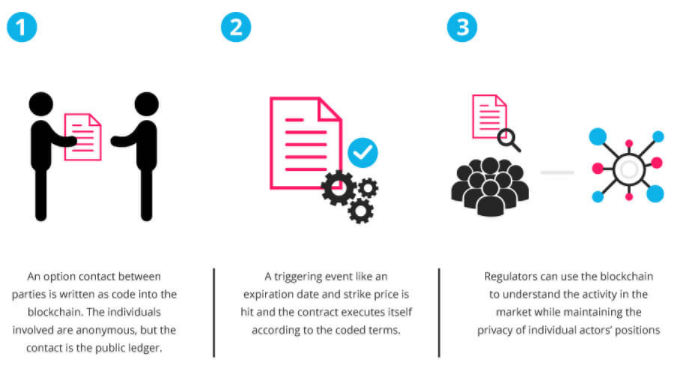 1
An option contact between
parties is written as code into the
blockchain. The individuals
involved are anonymous, but the
contact is the public ledger.
2
A triggering event like an
expiration date and strike price is
hit and the contract executes itself
according to the coded terms.
3
Regulators can use the blockchain
to understand the activity in the
market while maintaining the
privacy of individual actors' positions